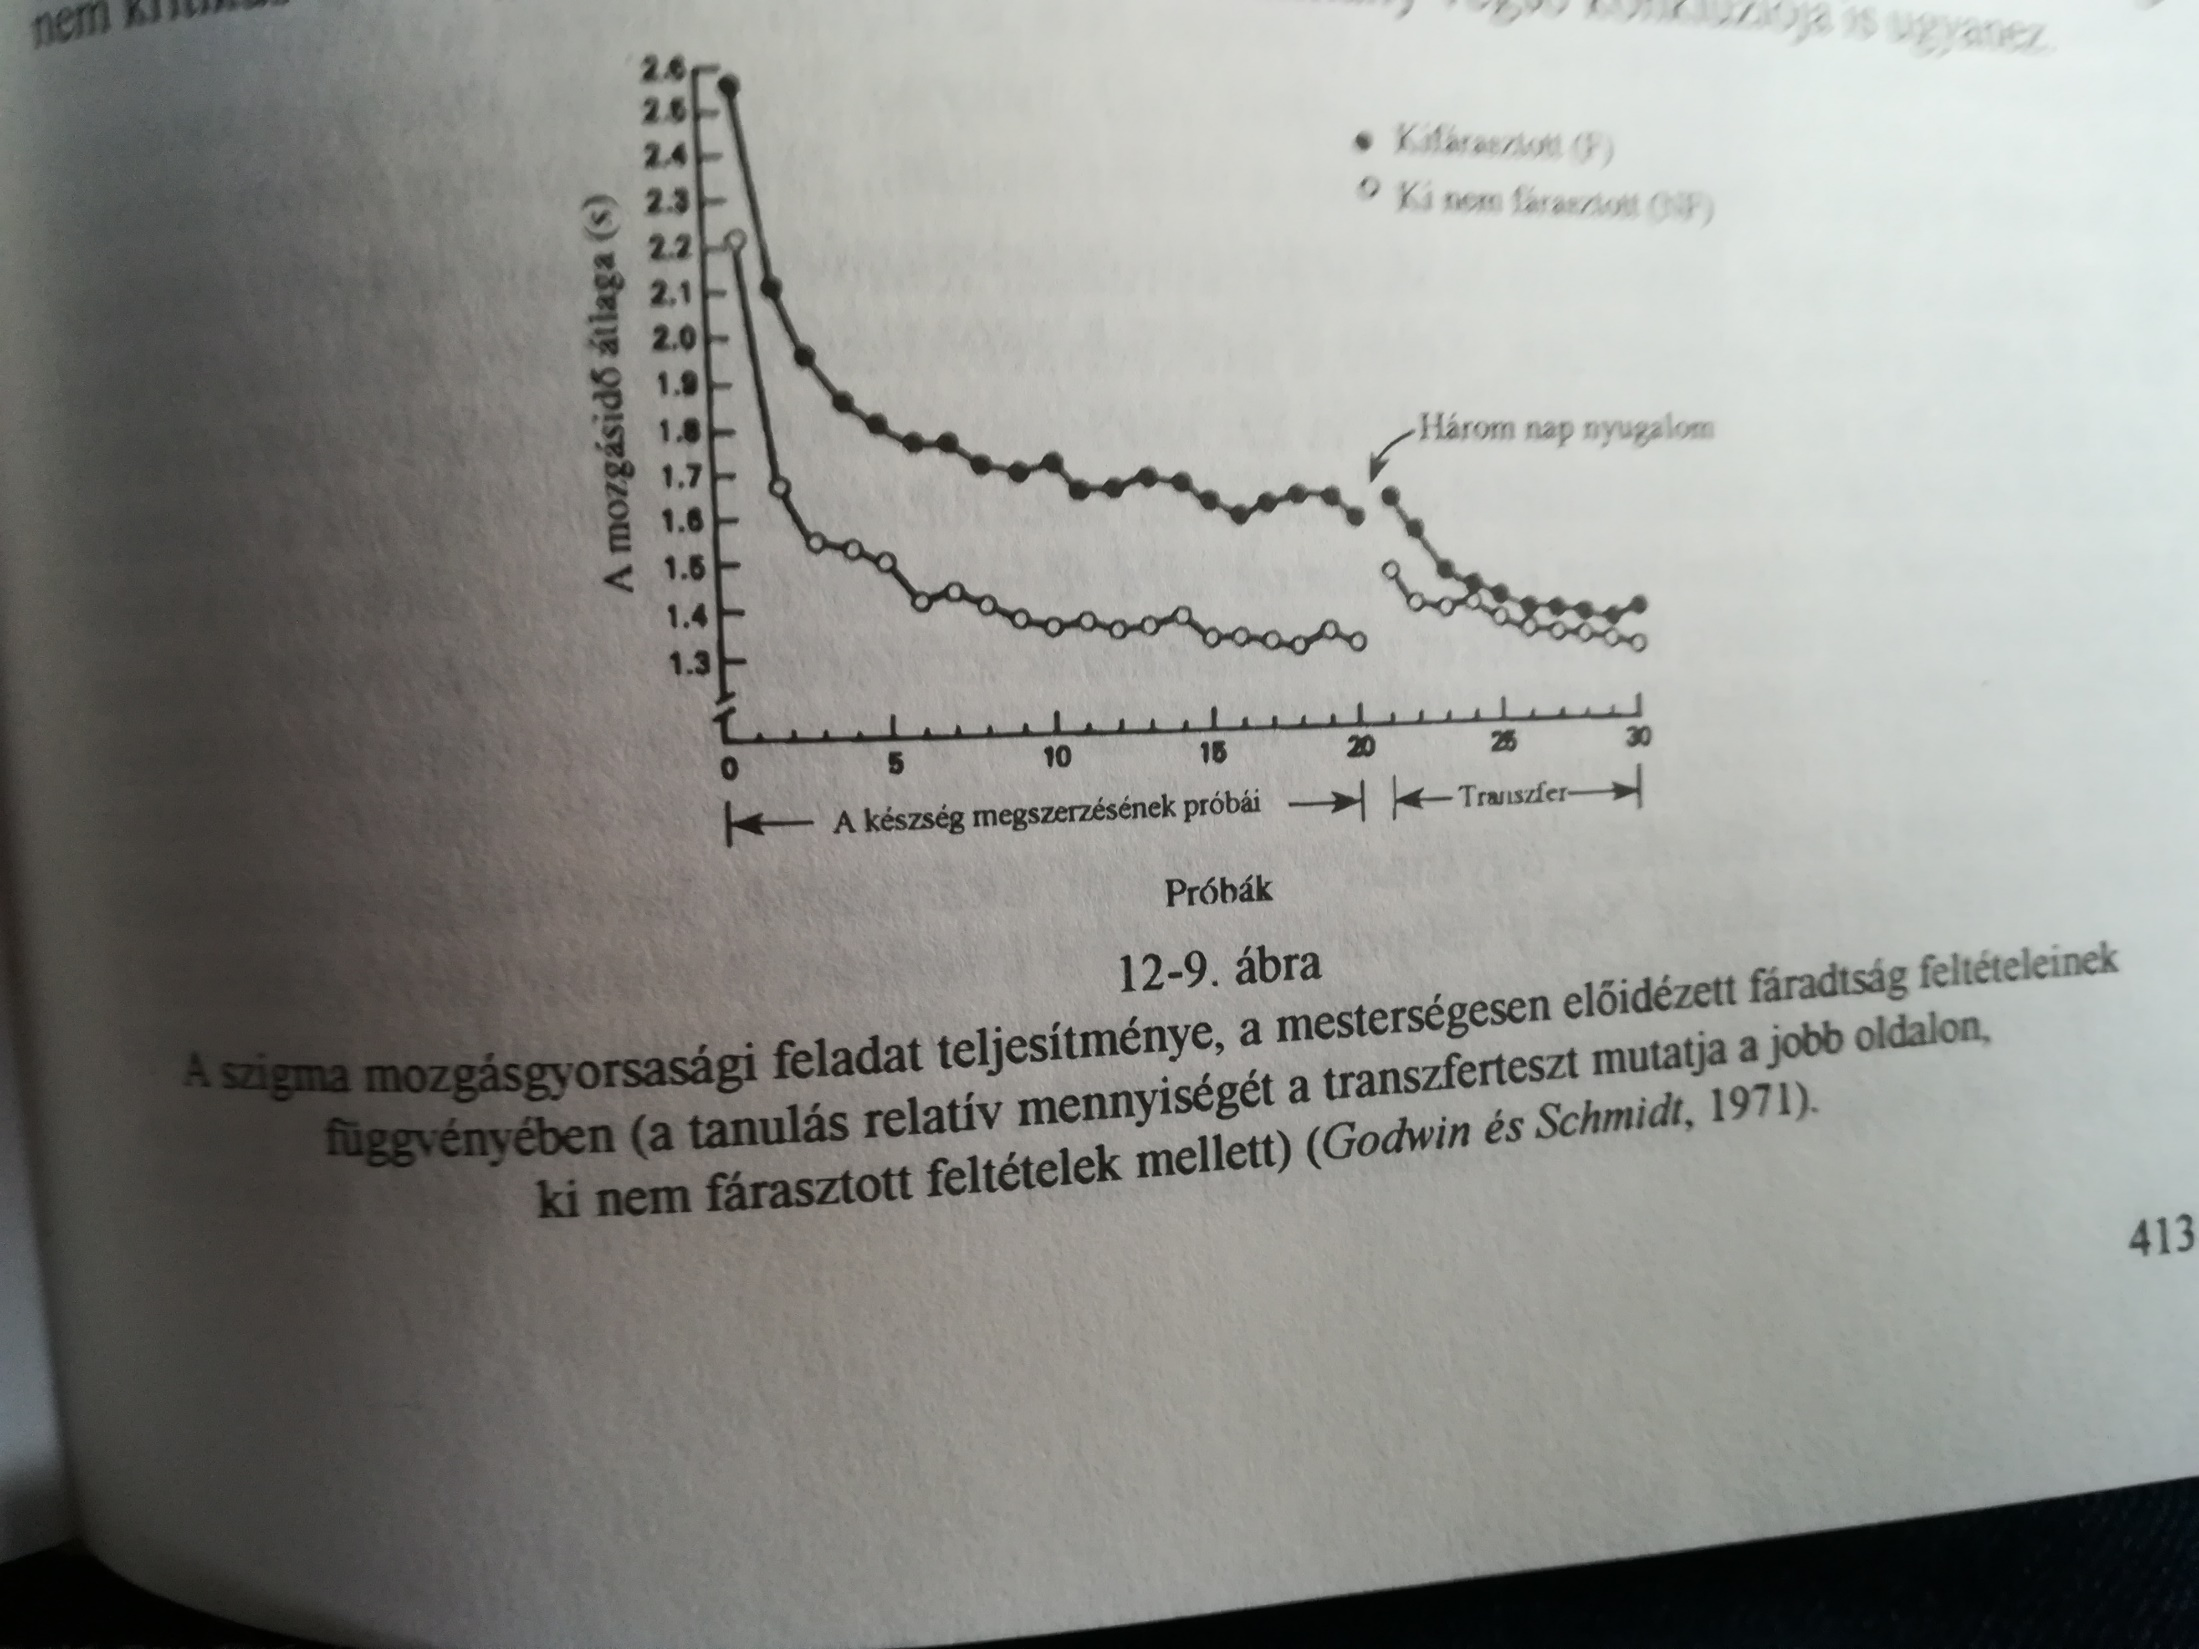 nem
is ugyanez.
2.6
2.5
2.4
2.3
2.2
2.1
2.0
1.9
1.8
1.7
1.6
1.5
1.4
1.3
A mozgásidő átlaga (s)
● Kifárasztott (F)
○ Ki nem fárasztott (NF)
Három nap nyugalom
0 5 10 15 20 25 30
A készség megszerzésének próbái Transzfer
Próbák
12-9. ábra
A szigma mozgásgyorsasági feladat teljesítménye, a mesterségesen előidézett fáradtság feltételeinek
függvényében (a tanulás relatív mennyiségét a transzferteszt mutatja a jobb oldalon,
ki nem fárasztott feltételek mellett) (Godwin és Schmidt, 1971).
413